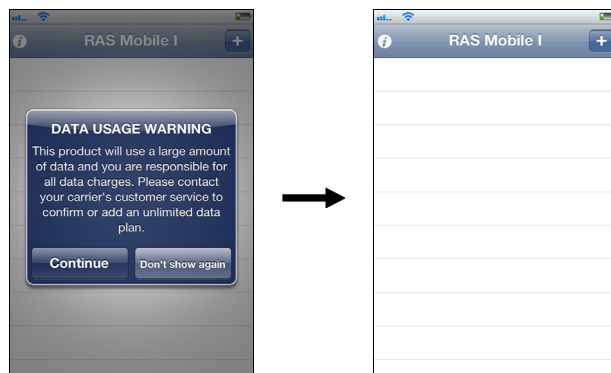 RAS Mobile I
DATA USAGE WARNING
This product will use a large amount
of data and you are responsible for
all data charges. Please contact
your carrier's customer service to
confirm or add an unlimited data
plan.
Continue
Don't show again
RAS Mobile I